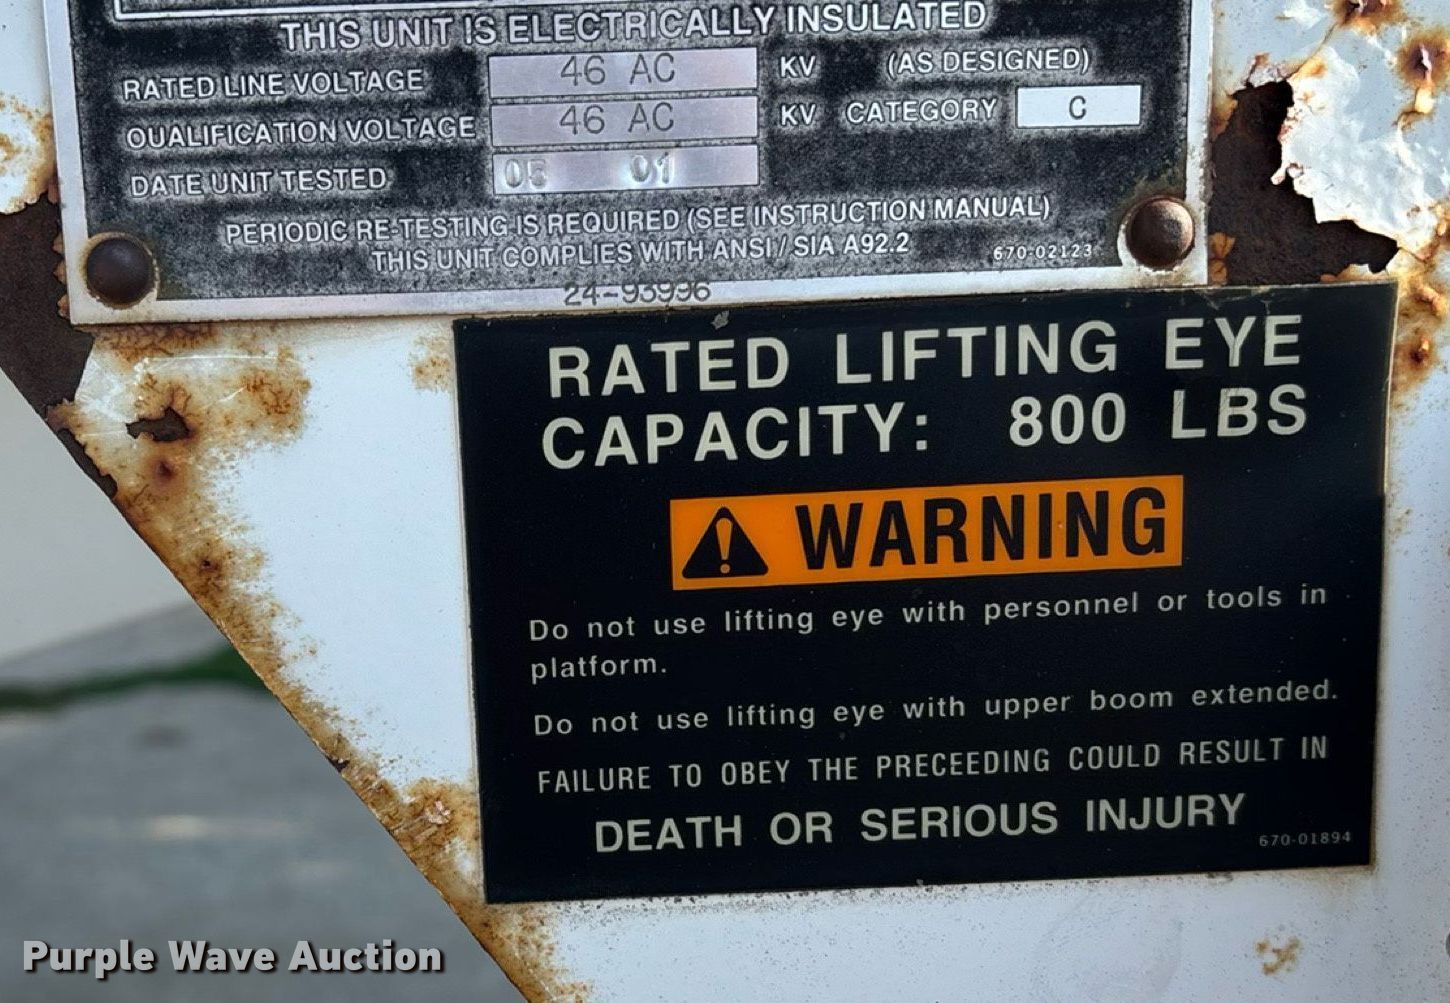 THIS UNIT IS ELECTRICALLY INSULATED
RATED LINE VOLTAGE 46 AC KV (AS DESIGNED)
QUALIFICATION VOLTAGE 46 AC KV CATEGORY C
DATE UNIT TESTED 05 01
PERIODIC RE-TESTING IS REQUIRED (SEE INSTRUCTION MANUAL)
THIS UNIT COMPLIES WITH ANSI / SIA A92.2 670-02123
24-93996
RATED LIFTING EYE
CAPACITY: 800 LBS
WARNING
Do not use lifting eye with personnel or tools in
platform.
Do not use lifting eye with upper boom extended.
FAILURE TO OBEY THE PRECEEDING COULD RESULT IN
DEATH OR SERIOUS INJURY
670-01894
Purple Wave Auction